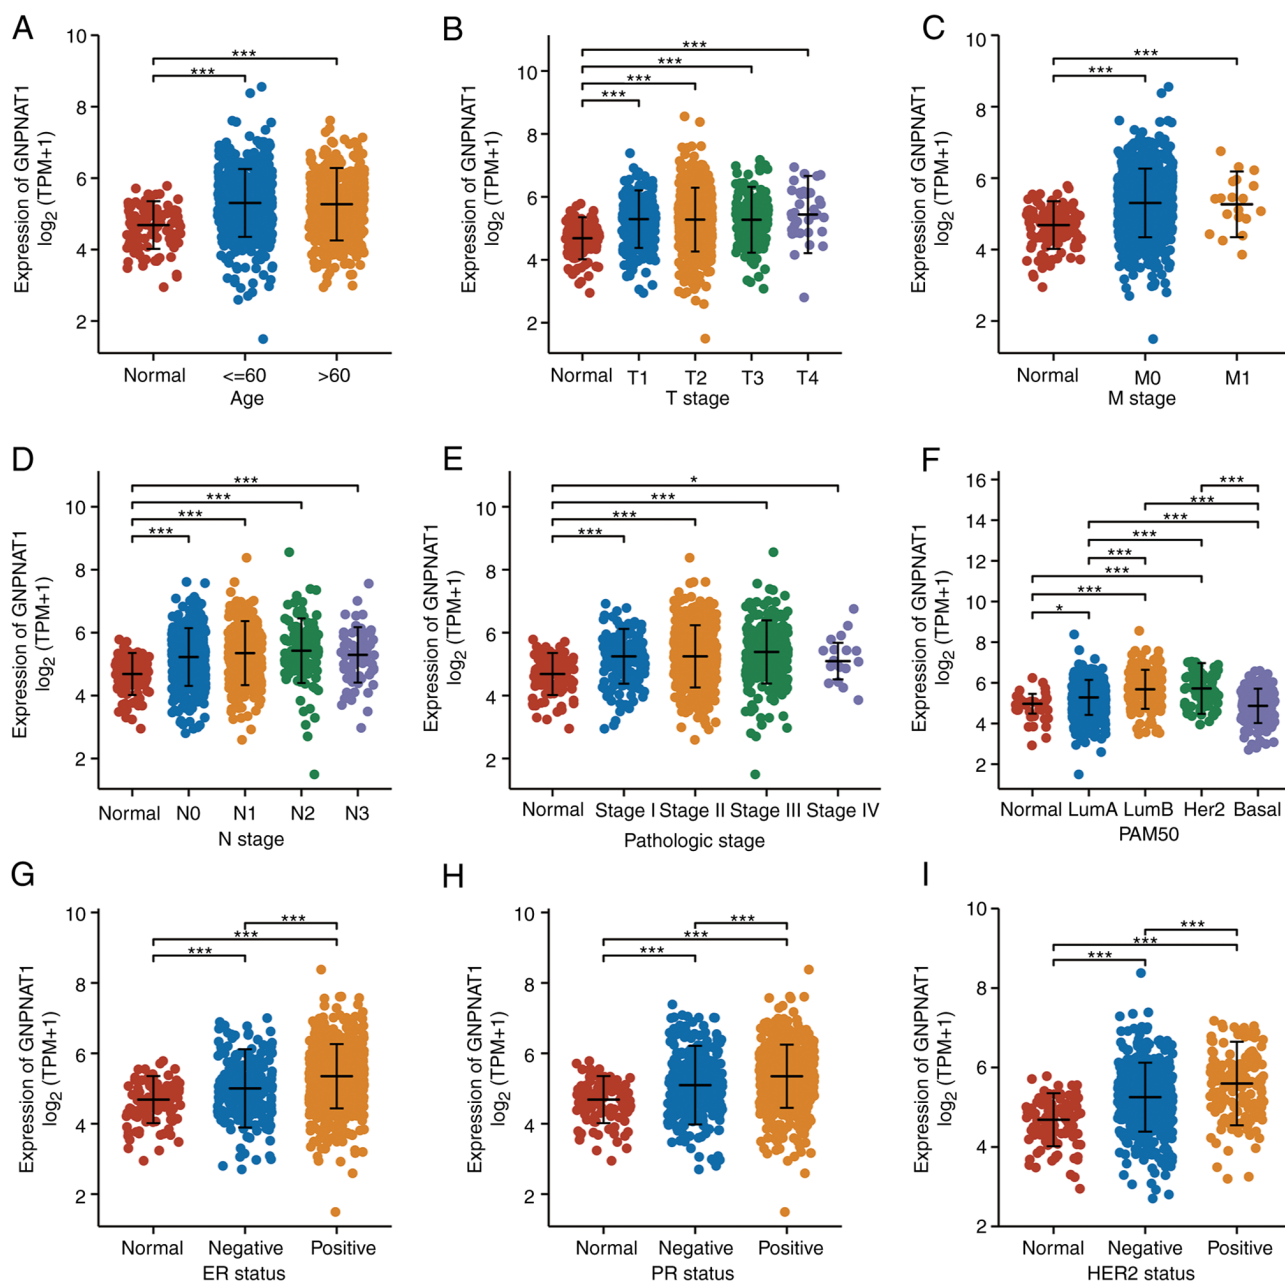 A
Expression of GNPNAT1
log2 (TPM+1)
10
8
6
4
2
***
***
Normal
<=60
>60
Age
B
Expression of GNPNAT1
log2 (TPM+1)
10
8
6
4
2
***
***
***
***
Normal
T1
T2
T3
T4
T stage
C
Expression of GNPNAT1
log2 (TPM+1)
10
8
6
4
2
***
***
Normal
M0
M1
M stage
D
Expression of GNPNAT1
log2 (TPM+1)
10
8
6
4
2
***
***
***
***
Normal
N0
N1
N2
N3
N stage
E
Expression of GNPNAT1
log2 (TPM+1)
10
8
6
4
2
*
***
***
***
Normal
Stage I
Stage II
Stage III
Stage IV
Pathologic stage
F
Expression of GNPNAT1
log2 (TPM+1)
16
14
12
10
8
6
4
2
***
***
***
***
***
***
***
*
Normal
LumA
LumB
Her2
Basal
PAM50
G
Expression of GNPNAT1
log2 (TPM+1)
10
8
6
4
2
***
***
***
Normal
Negative
Positive
ER status
H
Expression of GNPNAT1
log2 (TPM+1)
10
8
6
4
2
***
***
***
Normal
Negative
Positive
PR status
I
Expression of GNPNAT1
log2 (TPM+1)
10
8
6
4
2
***
***
***
Normal
Negative
Positive
HER2 status